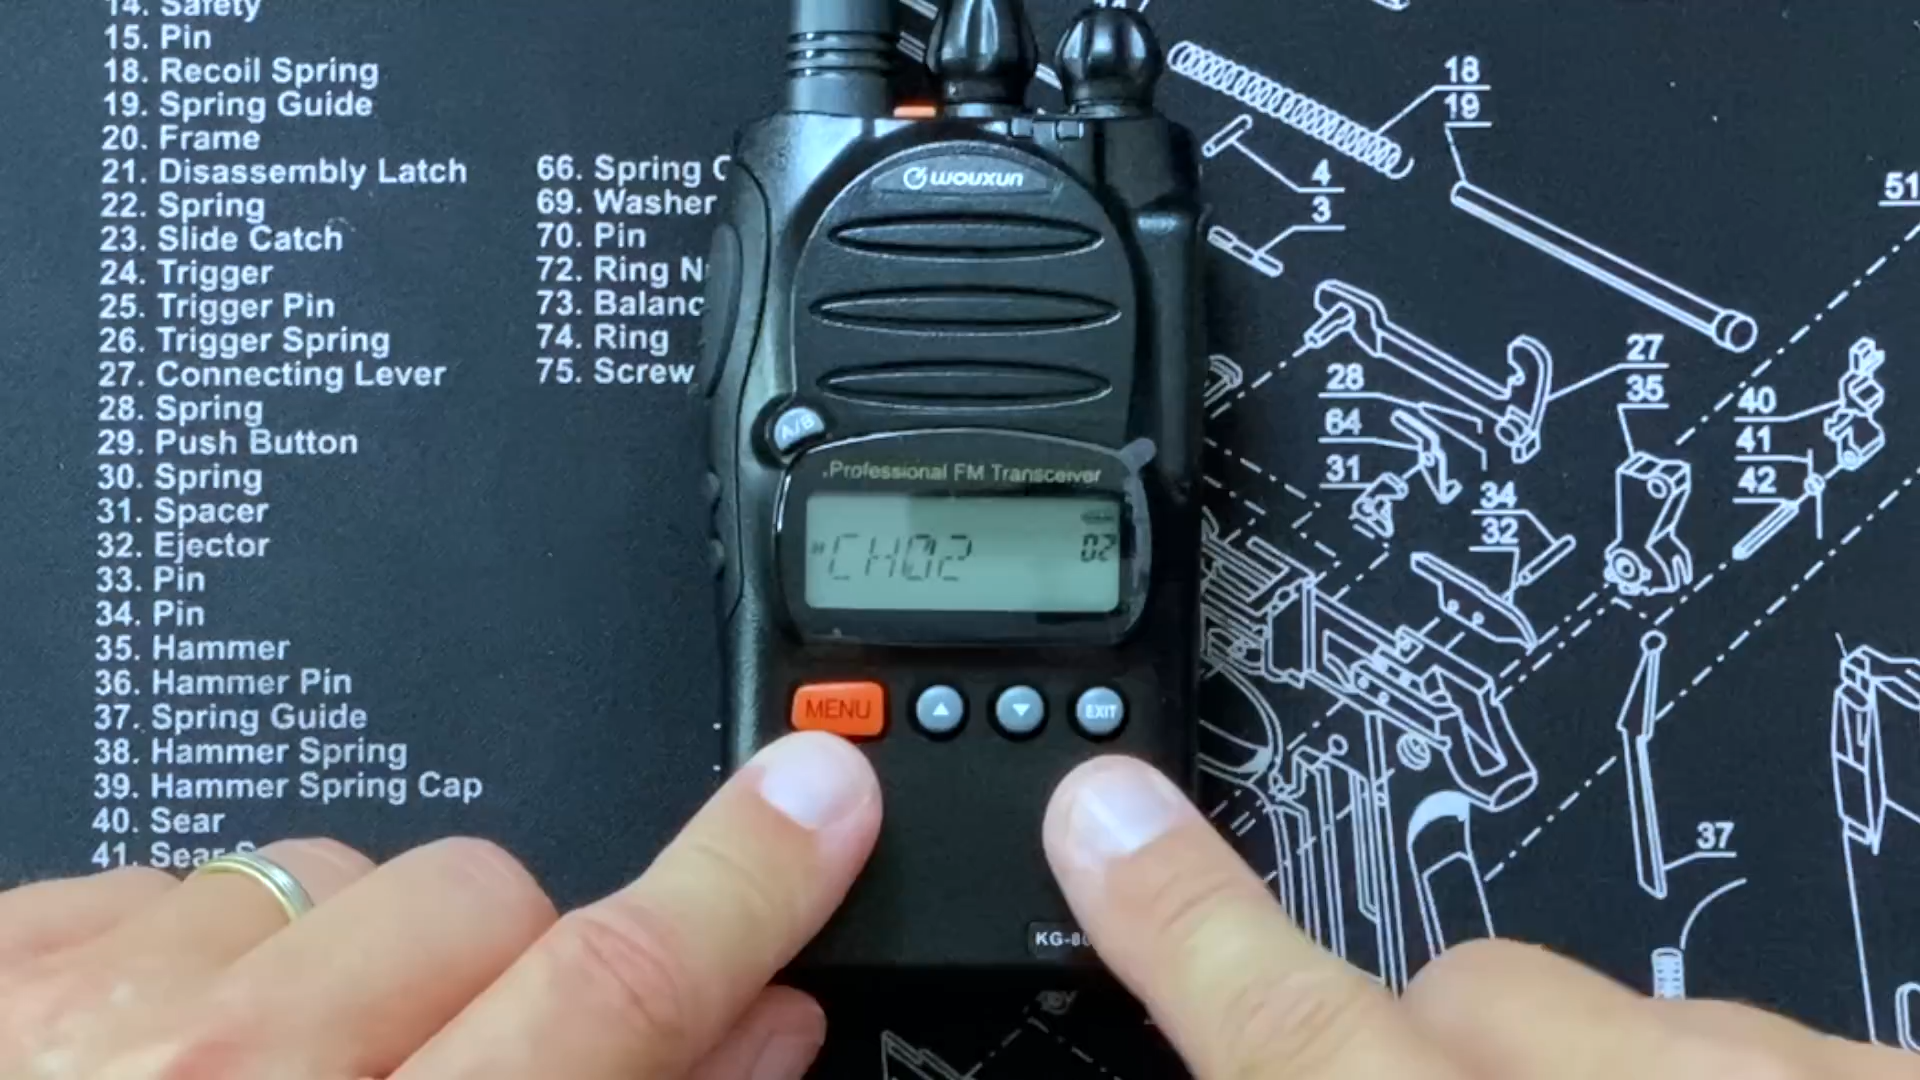 14. Safety
15. Pin
18. Recoil Spring
19. Spring Guide
20. Frame
21. Disassembly Latch
22. Spring
23. Slide Catch
24. Trigger
25. Trigger Pin
26. Trigger Spring
27. Connecting Lever
28. Spring
29. Push Button
30. Spring
31. Spacer
32. Ejector
33. Pin
34. Pin
35. Hammer
36. Hammer Pin
37. Spring Guide
38. Hammer Spring
39. Hammer Spring Cap
40. Sear
41. Sear
66. Spring
69. Washer
70. Pin
72. Ring
73.
74. Ring
75. Screw
WOUXUN
A/B
Professional FM Transceiver
CH02
02
MENU
EXIT
18
19
4
3
51
27
35
28
64
31
34
32
40
41
42
37